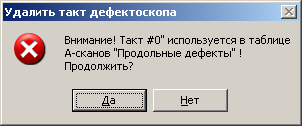 Удалить такт дефектоскопа
Внимание! Такт #0" используется в таблице
А-сканов "Продольные дефекты" !
Продолжить?
Да
Нет